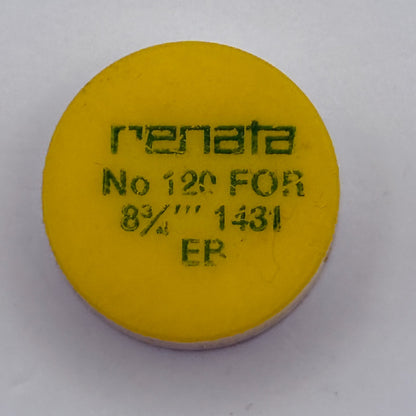 renata
No 120 FOR
8¾''' 1431
EB